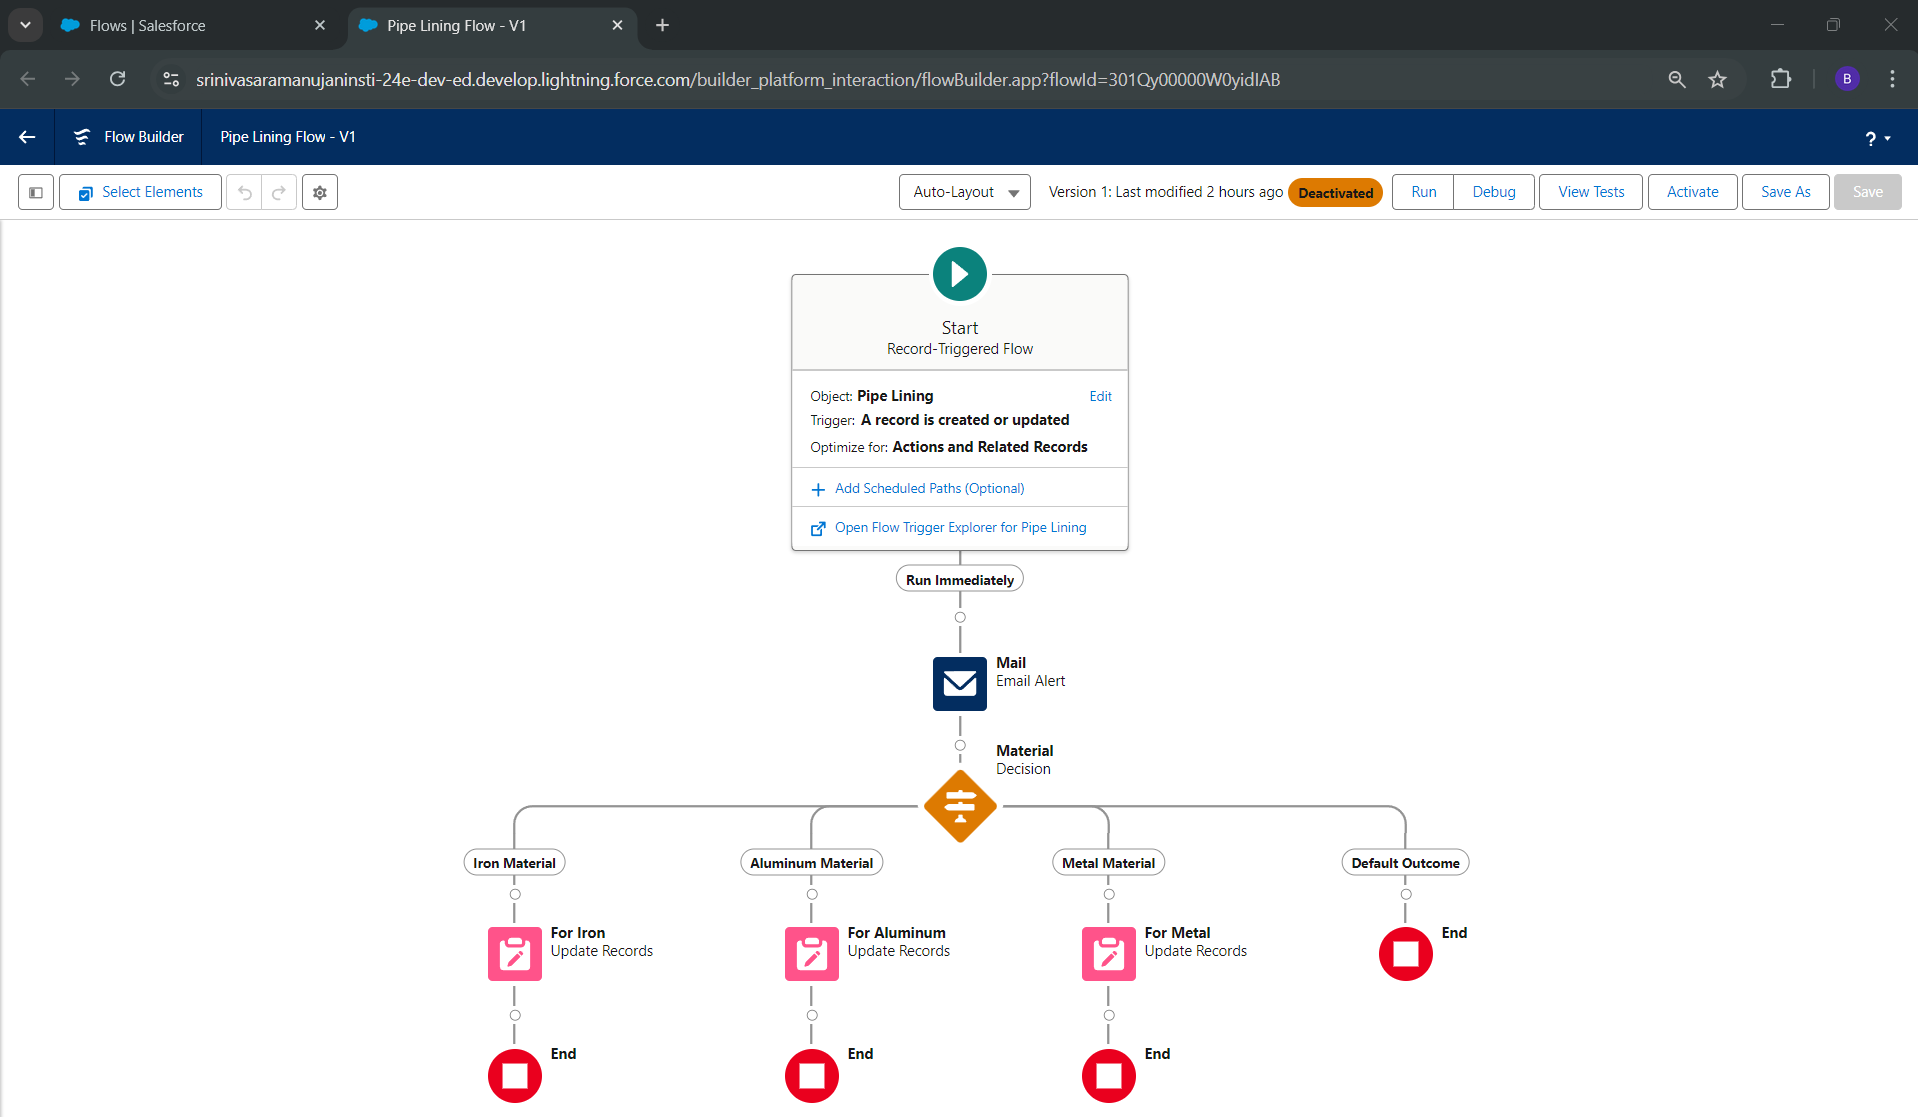 Flows | Salesforce
Pipe Lining Flow - V1
srinivasaramanujaninsti-24e-dev-ed.develop.lightning.force.com/builder_platform_interaction/flowBuilder.app?flowId=301Qy00000W0yidIAB
B
Flow Builder
Pipe Lining Flow - V1
?
Select Elements
Auto-Layout
Version 1: Last modified 2 hours ago
Deactivated
Run
Debug
View Tests
Activate
Save As
Save
Start
Record-Triggered Flow
Object: Pipe Lining
Edit
Trigger: A record is created or updated
Optimize for: Actions and Related Records
Add Scheduled Paths (Optional)
Open Flow Trigger Explorer for Pipe Lining
Run Immediately
Mail
Email Alert
Material
Decision
Iron Material
Aluminum Material
Metal Material
Default Outcome
For Iron
Update Records
For Aluminum
Update Records
For Metal
Update Records
End
End
End
End